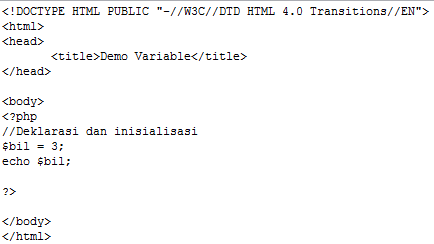 <!DOCTYPE HTML PUBLIC "-//W3C//DTD HTML 4.0 Transitions//EN">
<html>
<head>
<title>Demo Variable</title>
</head>
<body>
<?php
//Deklarasi dan inisialisasi
$bil = 3;
echo $bil;
?>
</body>
</html>